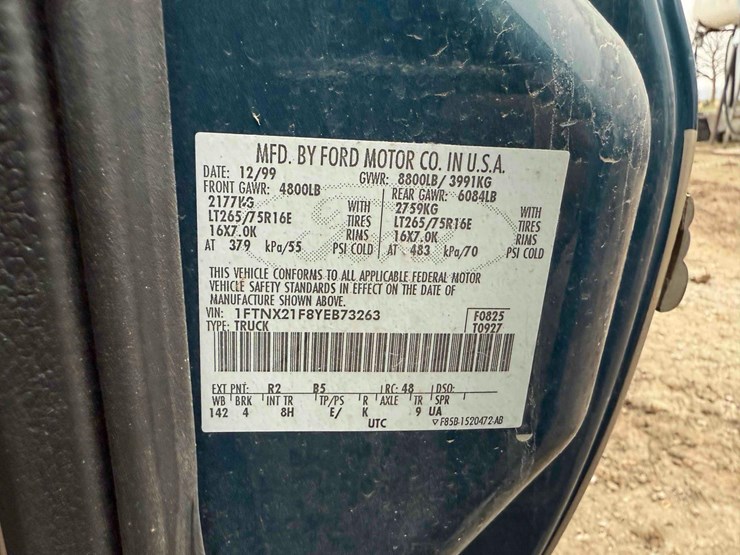 MFD. BY FORD MOTOR CO. IN U.S.A.
DATE: 12/99 GVWR: 8800LB/ 3991KG
FRONT GAWR: 4800LB REAR GAWR: 6084LB
2177KG WITH 2759KG WITH
LT265/75R16E TIRES LT265/75R16E TIRES
16X7.0K RIMS 16X7.0K RIMS
AT 379 kPa/55 PSI COLD AT 483 kPa/70 PSI COLD
THIS VEHICLE CONFORMS TO ALL APPLICABLE FEDERAL MOTOR
VEHICLE SAFETY STANDARDS IN EFFECT ON THE DATE OF
MANUFACTURE SHOWN ABOVE.
VIN: 1FTNX21F8YEB73263 F0825
TYPE: TRUCK T0927
EXT PNT: R2 B5 RC: 48 DSO:
WB BRK INT TR TP/PS R AXLE TR SPR
142 4 8H E/ K 9 UA
UTC F85B-1520472-AB